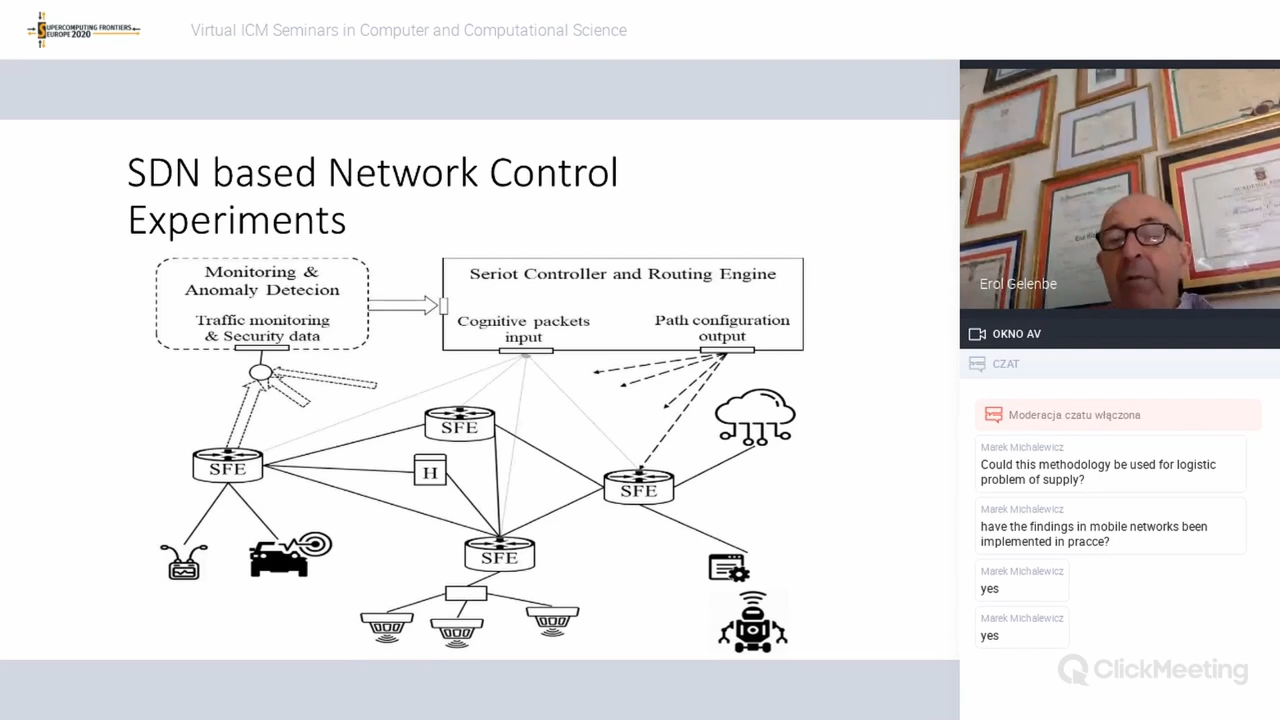 SUPERCOMPUTING FRONTIERS
EUROPE 2020
Virtual ICM Seminars in Computer and Computational Science
SDN based Network Control
Experiments
Monitoring &
Anomaly Detecion
Traffic monitoring
& Security data
Seriot Controller and Routing Engine
Cognitive packets
input
Path configuration
output
SFE
SFE
H
SFE
SFE
Erol Gelenbe
OKNO AV
CZAT
Moderacja czatu włączona
Marek Michalewicz
Could this methodology be used for logistic
problem of supply?
Marek Michalewicz
have the findings in mobile networks been
implemented in pracce?
Marek Michalewicz
yes
Marek Michalewicz
yes
ClickMeeting